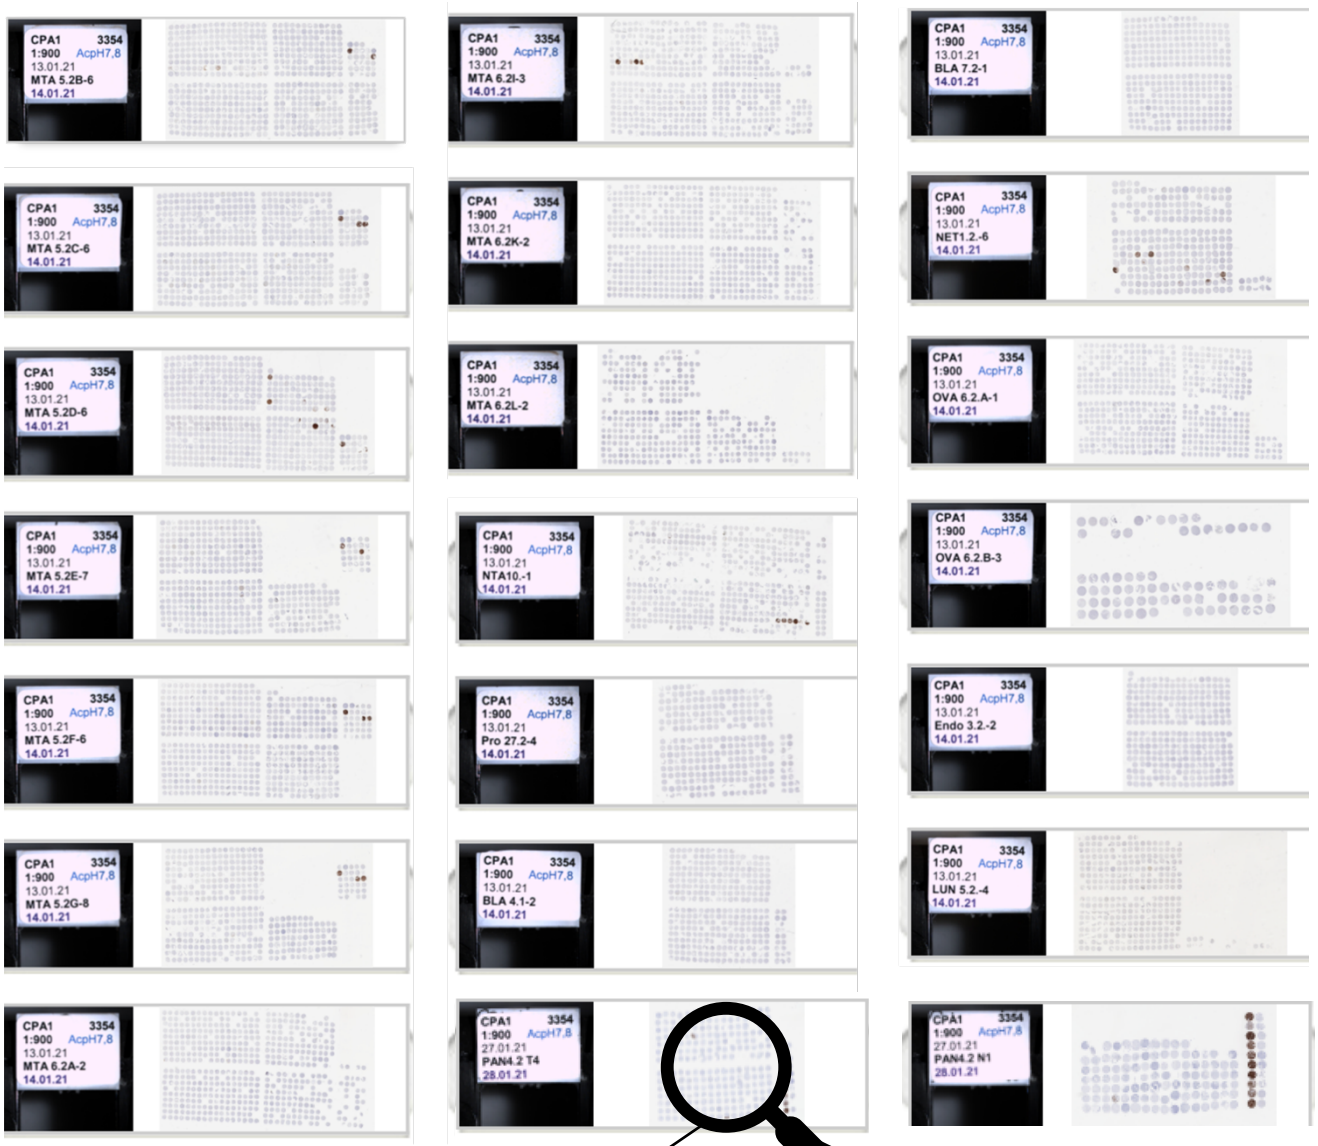 CPA1 3354
1:900 AcpH7,8
13.01.21
MTA 5.2B-6
14.01.21
CPA1 3354
1:900 AcpH7,8
13.01.21
MTA 5.2C-6
14.01.21
CPA1 3354
1:900 AcpH7,8
13.01.21
MTA 5.2D-6
14.01.21
CPA1 3354
1:900 AcpH7,8
13.01.21
MTA 5.2E-7
14.01.21
CPA1 3354
1:900 AcpH7,8
13.01.21
MTA 5.2F-6
14.01.21
CPA1 3354
1:900 AcpH7,8
13.01.21
MTA 5.2G-8
14.01.21
CPA1 3354
1:900 AcpH7,8
13.01.21
MTA 6.2A-2
14.01.21
CPA1 3354
1:900 AcpH7,8
13.01.21
MTA 6.2I-3
14.01.21
CPA1 3354
1:900 AcpH7,8
13.01.21
MTA 6.2K-2
14.01.21
CPA1 3354
1:900 AcpH7,8
13.01.21
MTA 6.2L-2
14.01.21
CPA1 3354
1:900 AcpH7,8
13.01.21
NTA10.-1
14.01.21
CPA1 3354
1:900 AcpH7,8
13.01.21
Pro 27.2-4
14.01.21
CPA1 3354
1:900 AcpH7,8
13.01.21
BLA 4.1-2
14.01.21
CPA1 3354
1:900 AcpH7,8
27.01.21
PAN4.2 T4
28.01.21
CPA1 3354
1:900 AcpH7,8
13.01.21
BLA 7.2-1
14.01.21
CPA1 3354
1:900 AcpH7,8
13.01.21
NET1.2.-6
14.01.21
CPA1 3354
1:900 AcpH7,8
13.01.21
OVA 6.2.A-1
14.01.21
CPA1 3354
1:900 AcpH7,8
13.01.21
OVA 6.2.B-3
14.01.21
CPA1 3354
1:900 AcpH7,8
13.01.21
Endo 3.2.-2
14.01.21
CPA1 3354
1:900 AcpH7,8
13.01.21
LUN 5.2.-4
14.01.21
CPA1 3354
1:900 AcpH7,8
27.01.21
PAN4.2 N1
28.01.21